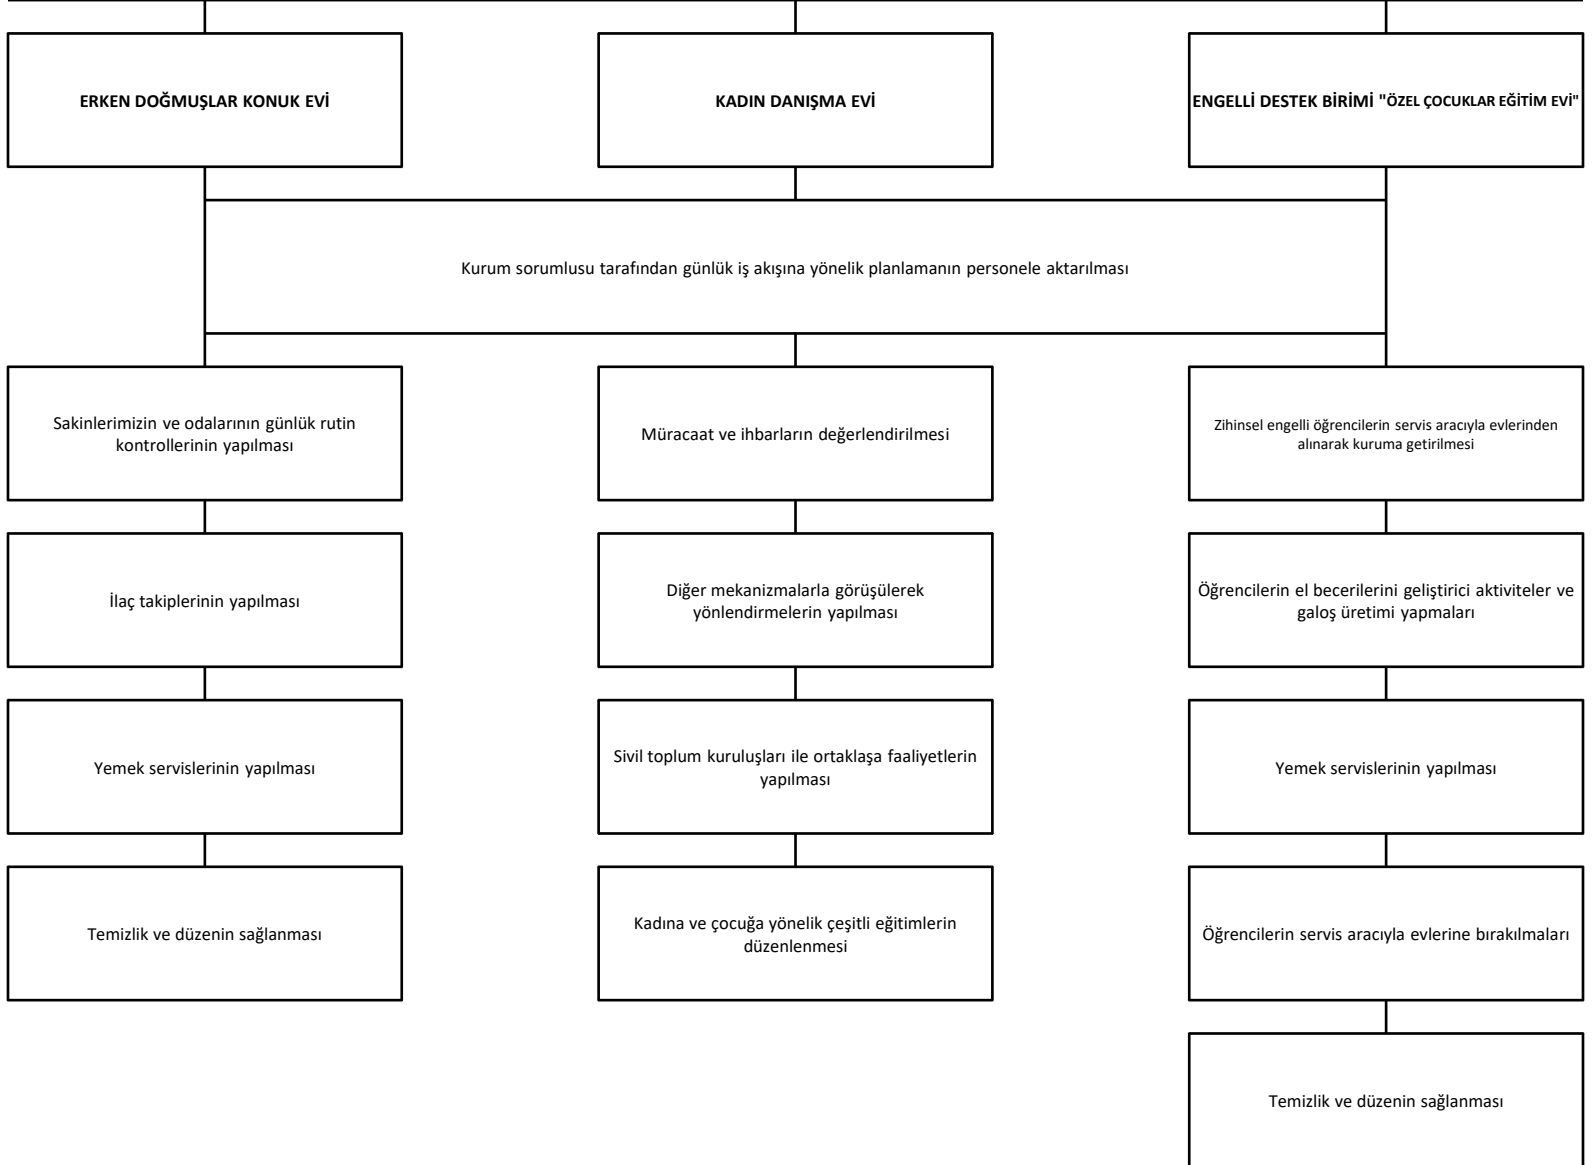 ERKEN DOĞMUŞLAR KONUK EVİ
KADIN DANIŞMA EVİ
ENGELLİ DESTEK BİRİMİ "ÖZEL ÇOCUKLAR EĞİTİM EVİ"
Kurum sorumlusu tarafından günlük iş akışına yönelik planlamanın personele aktarılması
Sakinlerimizin ve odalarının günlük rutin
kontrollerinin yapılması
Müracaat ve ihbarların değerlendirilmesi
Zihinsel engelli öğrencilerin servis aracıyla evlerinden
alınarak kuruma getirilmesi
İlaç takiplerinin yapılması
Diğer mekanizmalarla görüşülerek
yönlendirmelerin yapılması
Öğrencilerin el becerilerini geliştirici aktiviteler ve
galoş üretimi yapmaları
Yemek servislerinin yapılması
Sivil toplum kuruluşları ile ortaklaşa faaliyetlerin
yapılması
Yemek servislerinin yapılması
Temizlik ve düzenin sağlanması
Kadına ve çocuğa yönelik çeşitli eğitimlerin
düzenlenmesi
Öğrencilerin servis aracıyla evlerine bırakılmaları
Temizlik ve düzenin sağlanması